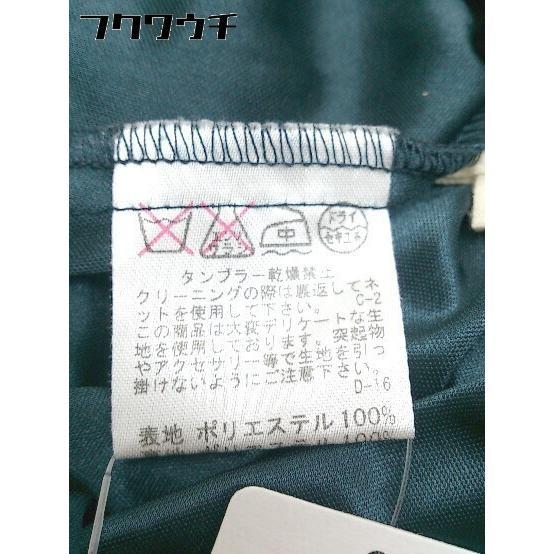 フクワウチ
中
ドライ
セキユ系
タンブラー乾燥禁止
クリーニングの際は裏返してネ
ットを使用して下さい。 C-2
この商品は大変デリケートな生
地を使用しております。突起物
やアクセサリー等で生地を引っ
掛けないようにご注意下さい。
D-16
表地 ポリエステル 100%